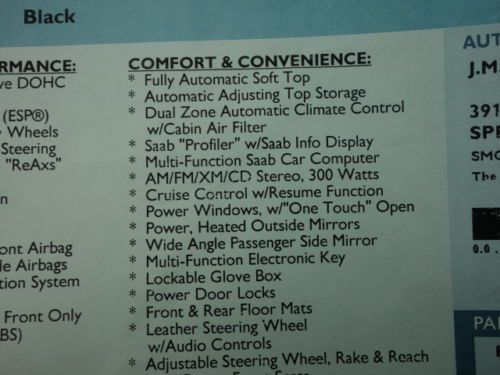 Black
RMANCE:
ve DOHC
(ESP®)
Wheels
Steering
"ReAxs"
n
ont Airbag
le Airbags
tion System
Front Only
BS)
COMFORT & CONVENIENCE:
* Fully Automatic Soft Top
* Automatic Adjusting Top Storage
* Dual Zone Automatic Climate Control
w/Cabin Air Filter
* Saab "Profiler" w/Saab Info Display
* Multi-Function Saab Car Computer
* AM/FM/XM/CD Stereo, 300 Watts
* Cruise Control w/Resume Function
* Power Windows, w/"One Touch" Open
* Power, Heated Outside Mirrors
* Wide Angle Passenger Side Mirror
* Multi-Function Electronic Key
* Lockable Glove Box
* Power Door Locks
* Front & Rear Floor Mats
* Leather Steering Wheel
w/Audio Controls
* Adjustable Steering Wheel, Rake & Reach
AUT
J.M.
391
SPR
SMO
The
0.0.
PA